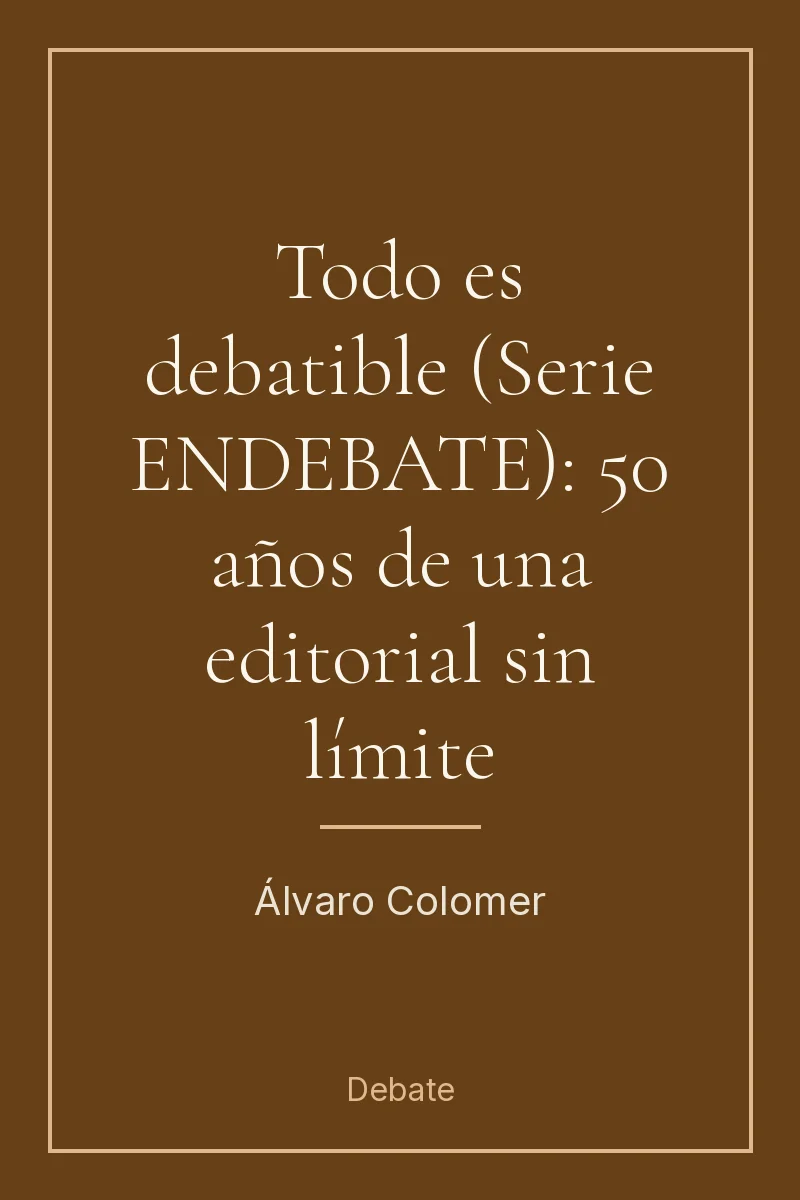 Todo es
debatible (Serie
ENDEBATE): 50
años de una
editorial sin
límite
Álvaro Colomer
Debate